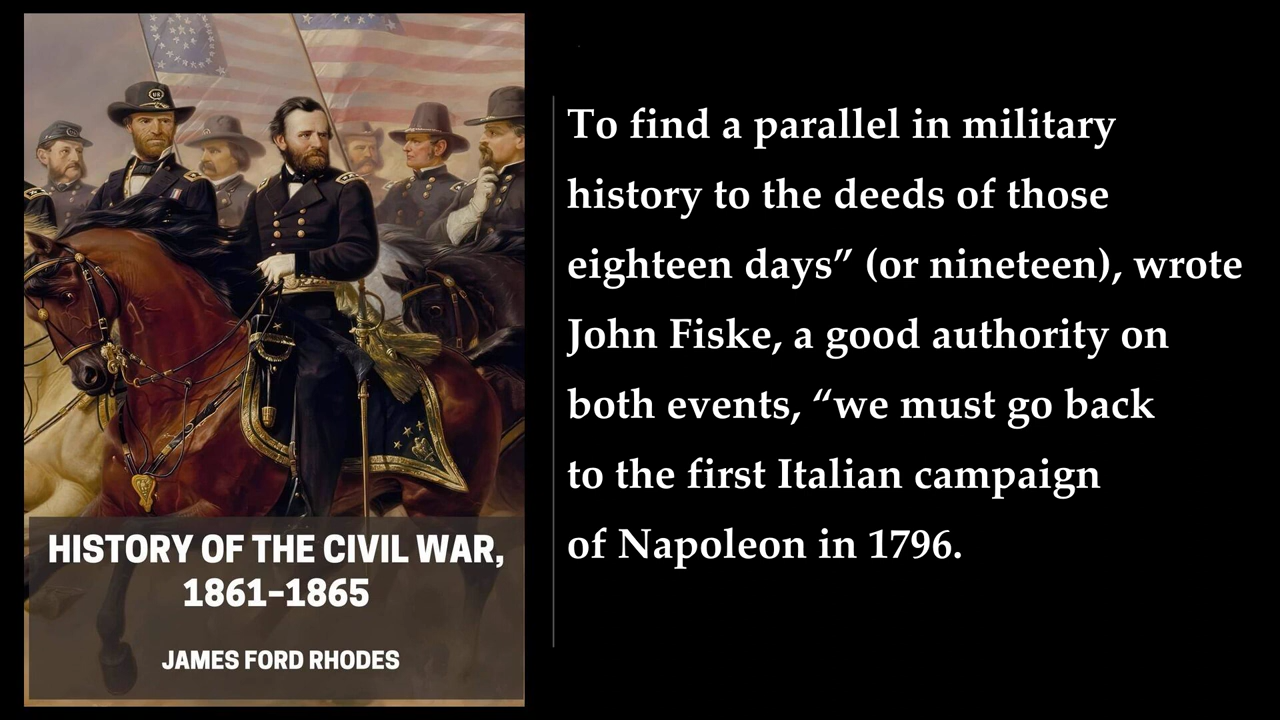 HISTORY OF THE CIVIL WAR,
1861–1865
JAMES FORD RHODES
To find a parallel in military
history to the deeds of those
eighteen days” (or nineteen), wrote
John Fiske, a good authority on
both events, “we must go back
to the first Italian campaign
of Napoleon in 1796.